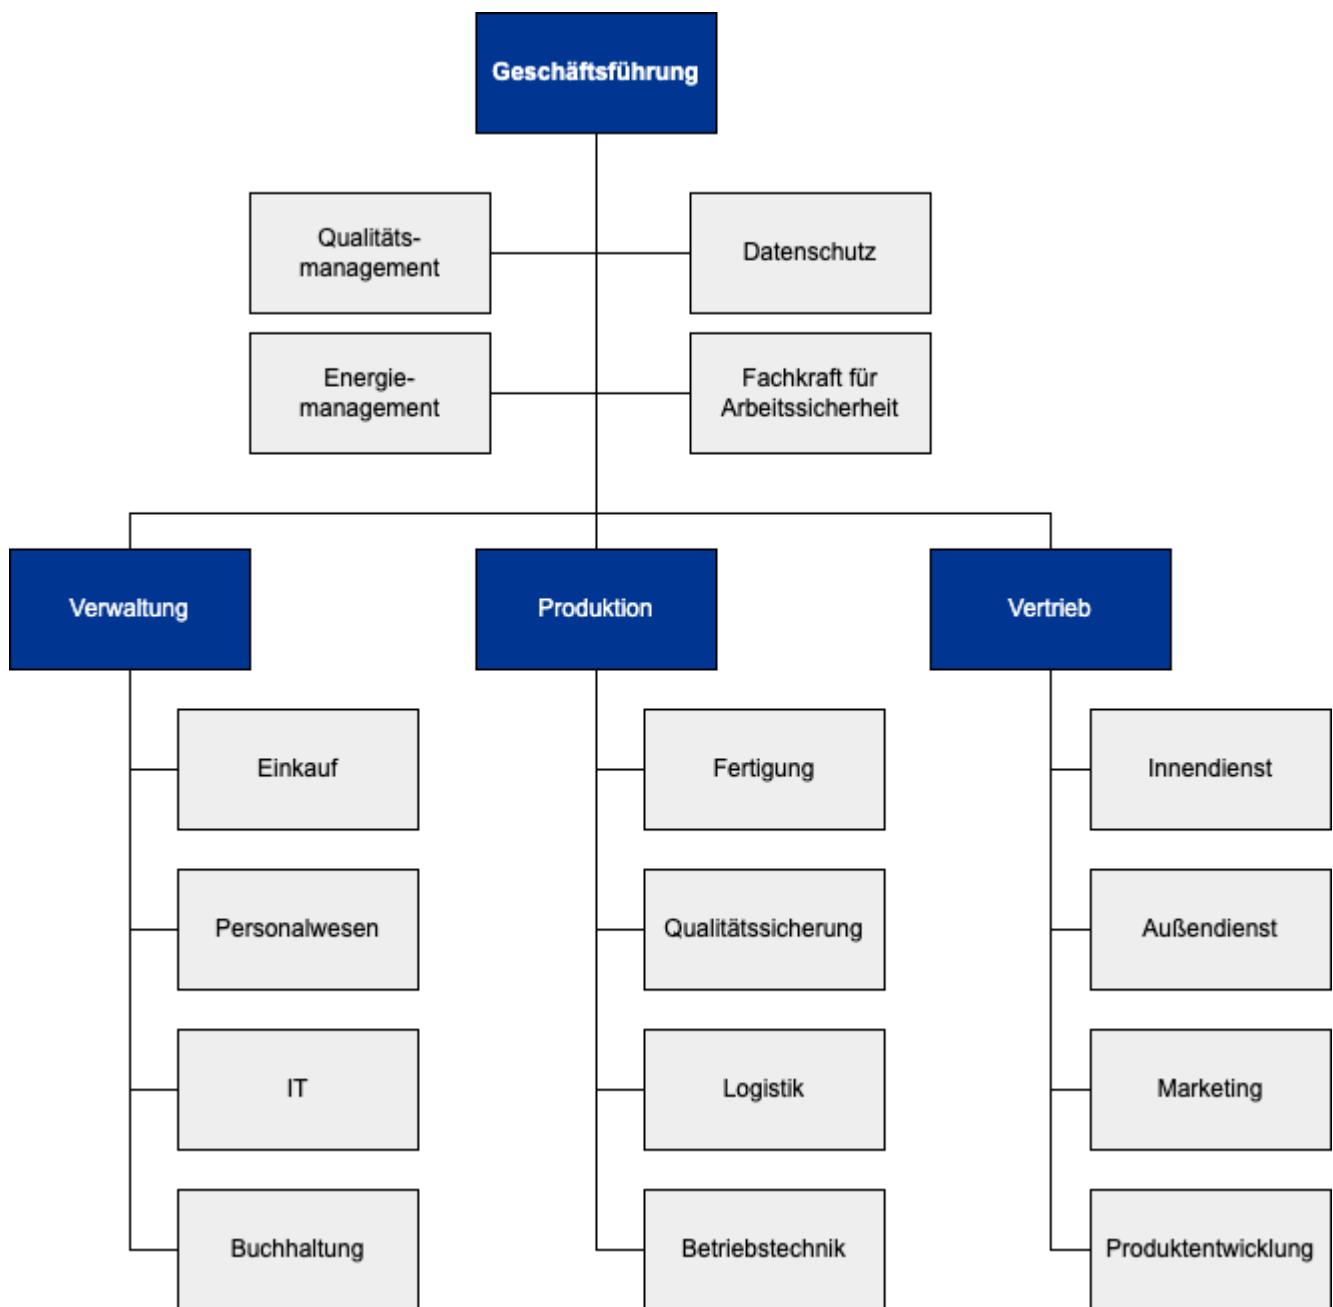 Geschäftsführung
Qualitäts-
management
Datenschutz
Energie-
management
Fachkraft für
Arbeitssicherheit
Verwaltung
Produktion
Vertrieb
Einkauf
Fertigung
Innendienst
Personalwesen
Qualitätssicherung
Außendienst
IT
Logistik
Marketing
Buchhaltung
Betriebstechnik
Produktentwicklung